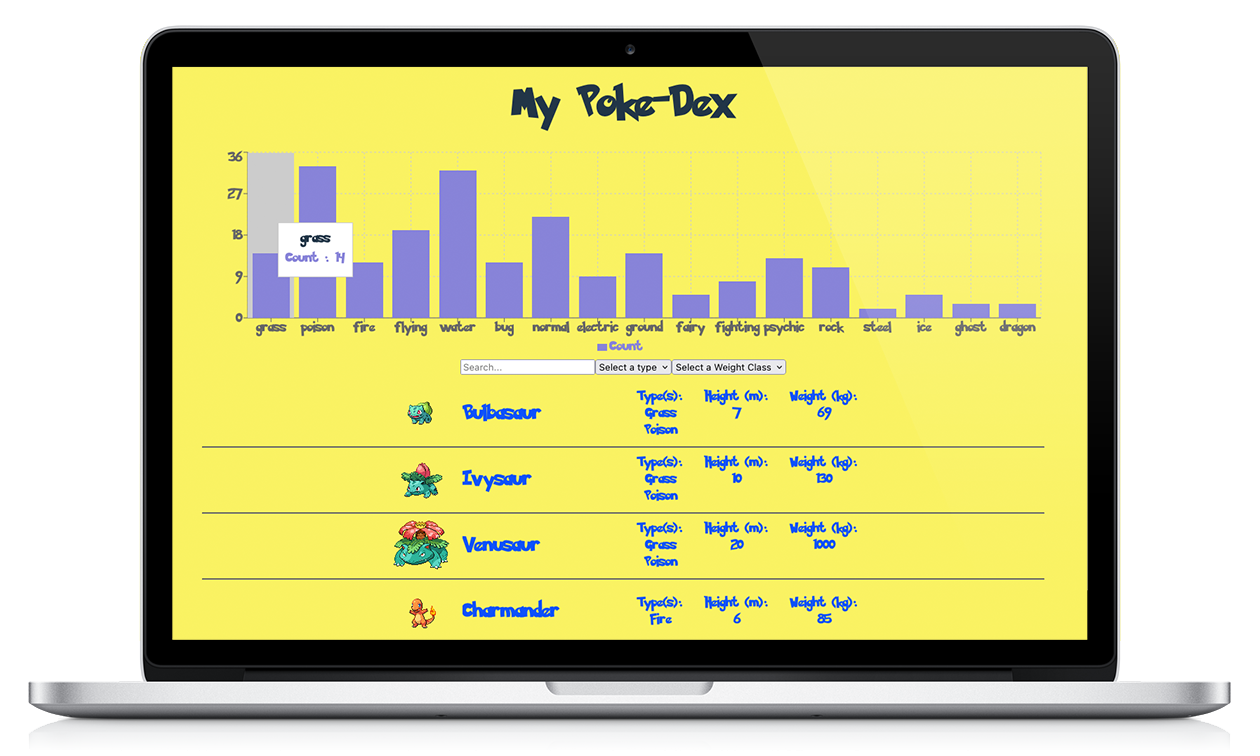 My Poke-Dex
36
27
18
9
0
grass
Count : 14
grass poison fire flying water bug normal electric ground fairy fighting psychic rock steel ice ghost dragon
Count
Search... Select a type Select a Weight Class
Bulbasaur
Type(s): Height (m): Weight (kg):
Grass 7 69
Poison
Ivysaur
Type(s): Height (m): Weight (kg):
Grass 10 130
Poison
Venusaur
Type(s): Height (m): Weight (kg):
Grass 20 1000
Poison
Charmander
Type(s): Height (m): Weight (kg):
Fire 6 85